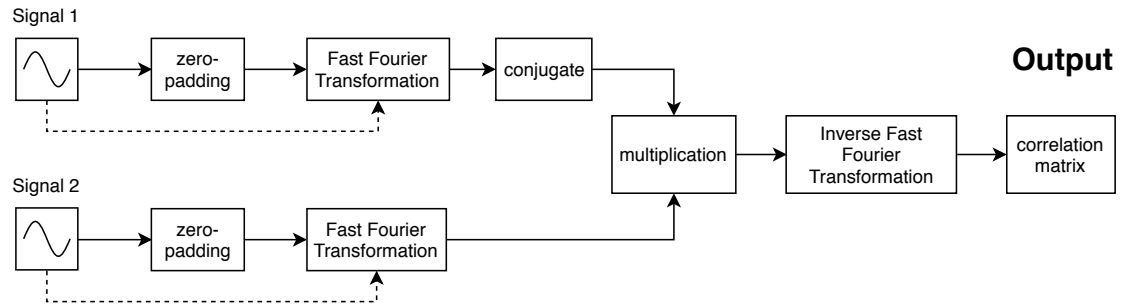 Signal 1
zero-
padding
Fast Fourier
Transformation
conjugate
Output
multiplication
Inverse Fast
Fourier
Transformation
correlation
matrix
Signal 2
zero-
padding
Fast Fourier
Transformation